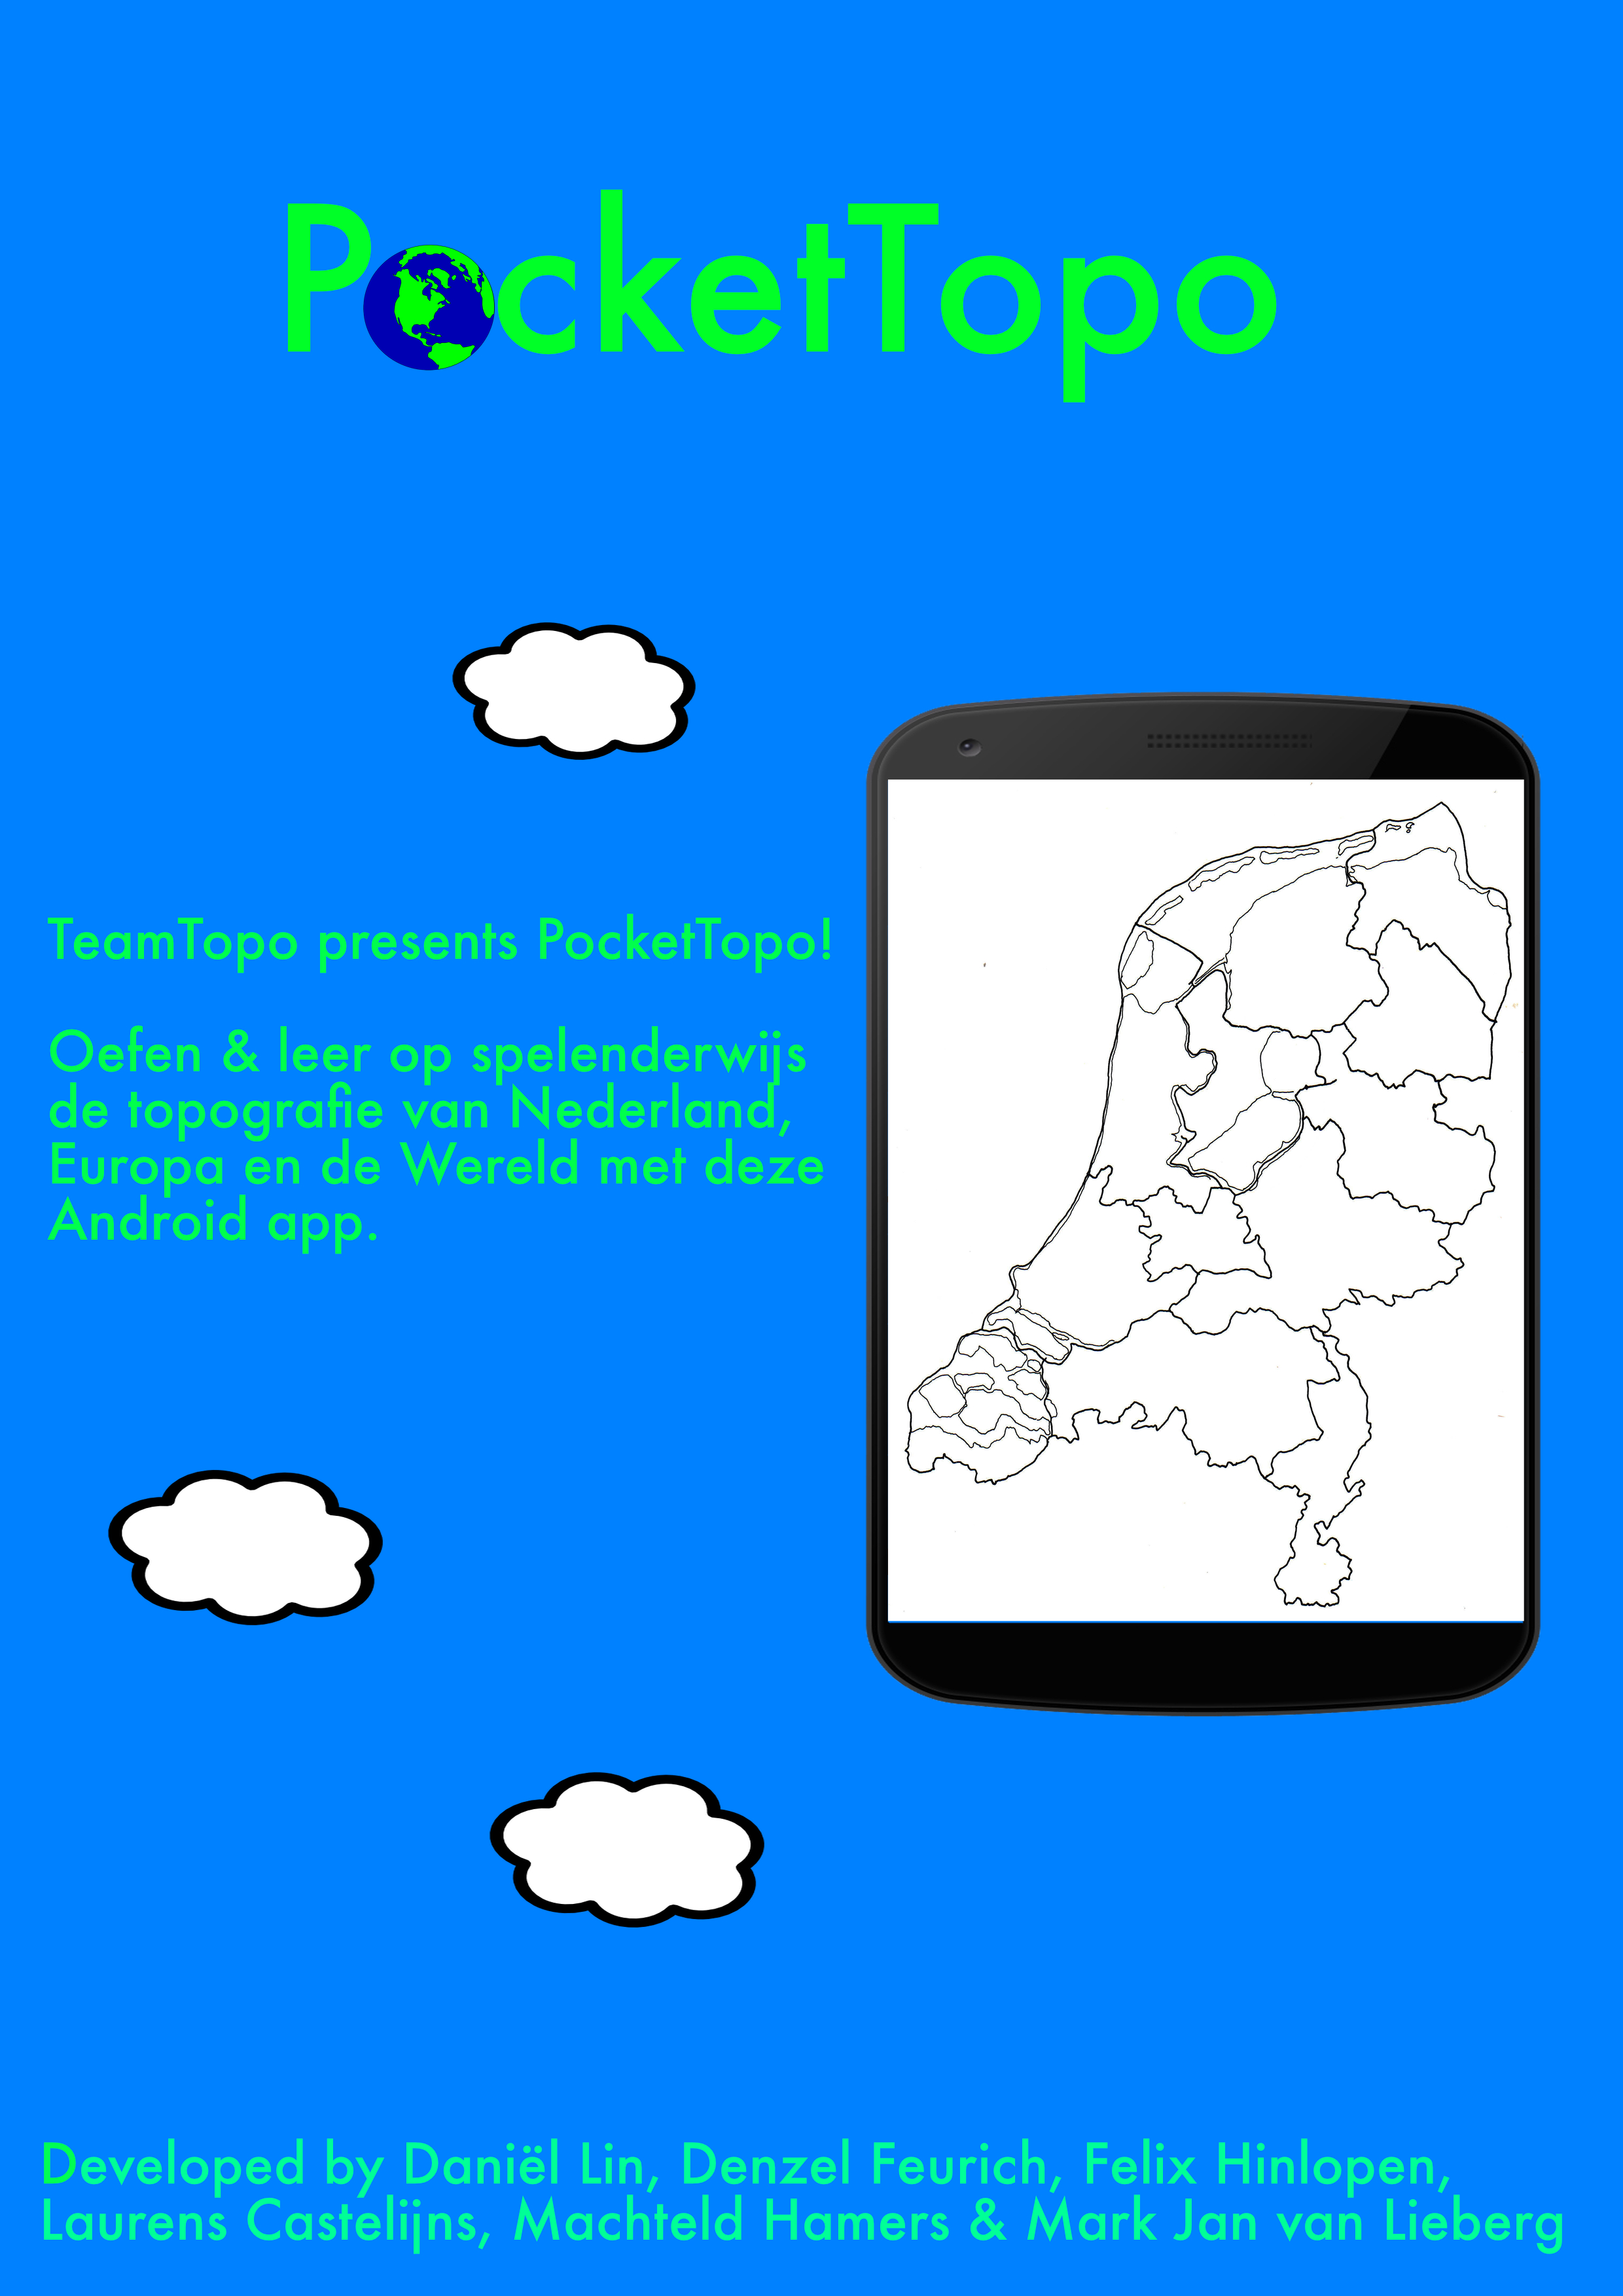 PocketTopo
TeamTopo presents PocketTopo!
Oefen & leer op spelenderwijs
de topografie van Nederland,
Europa en de Wereld met deze
Android app.
Developed by Daniël Lin, Denzel Feurich, Felix Hinlopen,
Laurens Castelijns, Machteld Hamers & Mark Jan van Lieberg